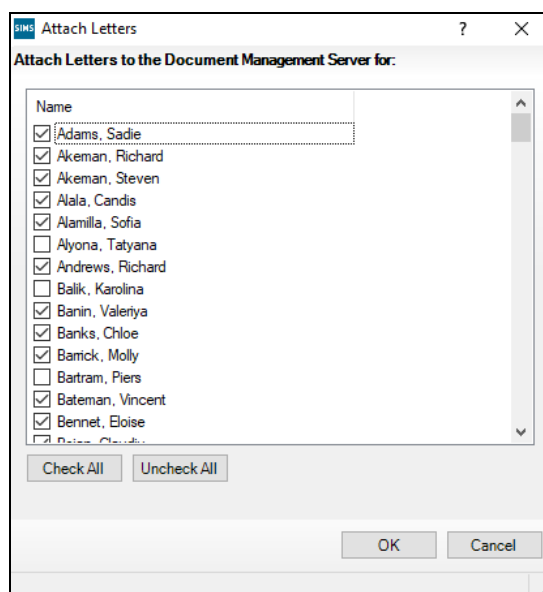 SIMS Attach Letters ?
Attach Letters to the Document Management Server for:
Name
Adams, Sadie
Akeman, Richard
Akeman, Steven
Alala, Candis
Alamilla, Sofia
Alyona, Tatyana
Andrews, Richard
Balik, Karolina
Banin, Valeriya
Banks, Chloe
Barrick, Molly
Bartram, Piers
Bateman, Vincent
Bennet, Eloise
Check All Uncheck All
OK Cancel